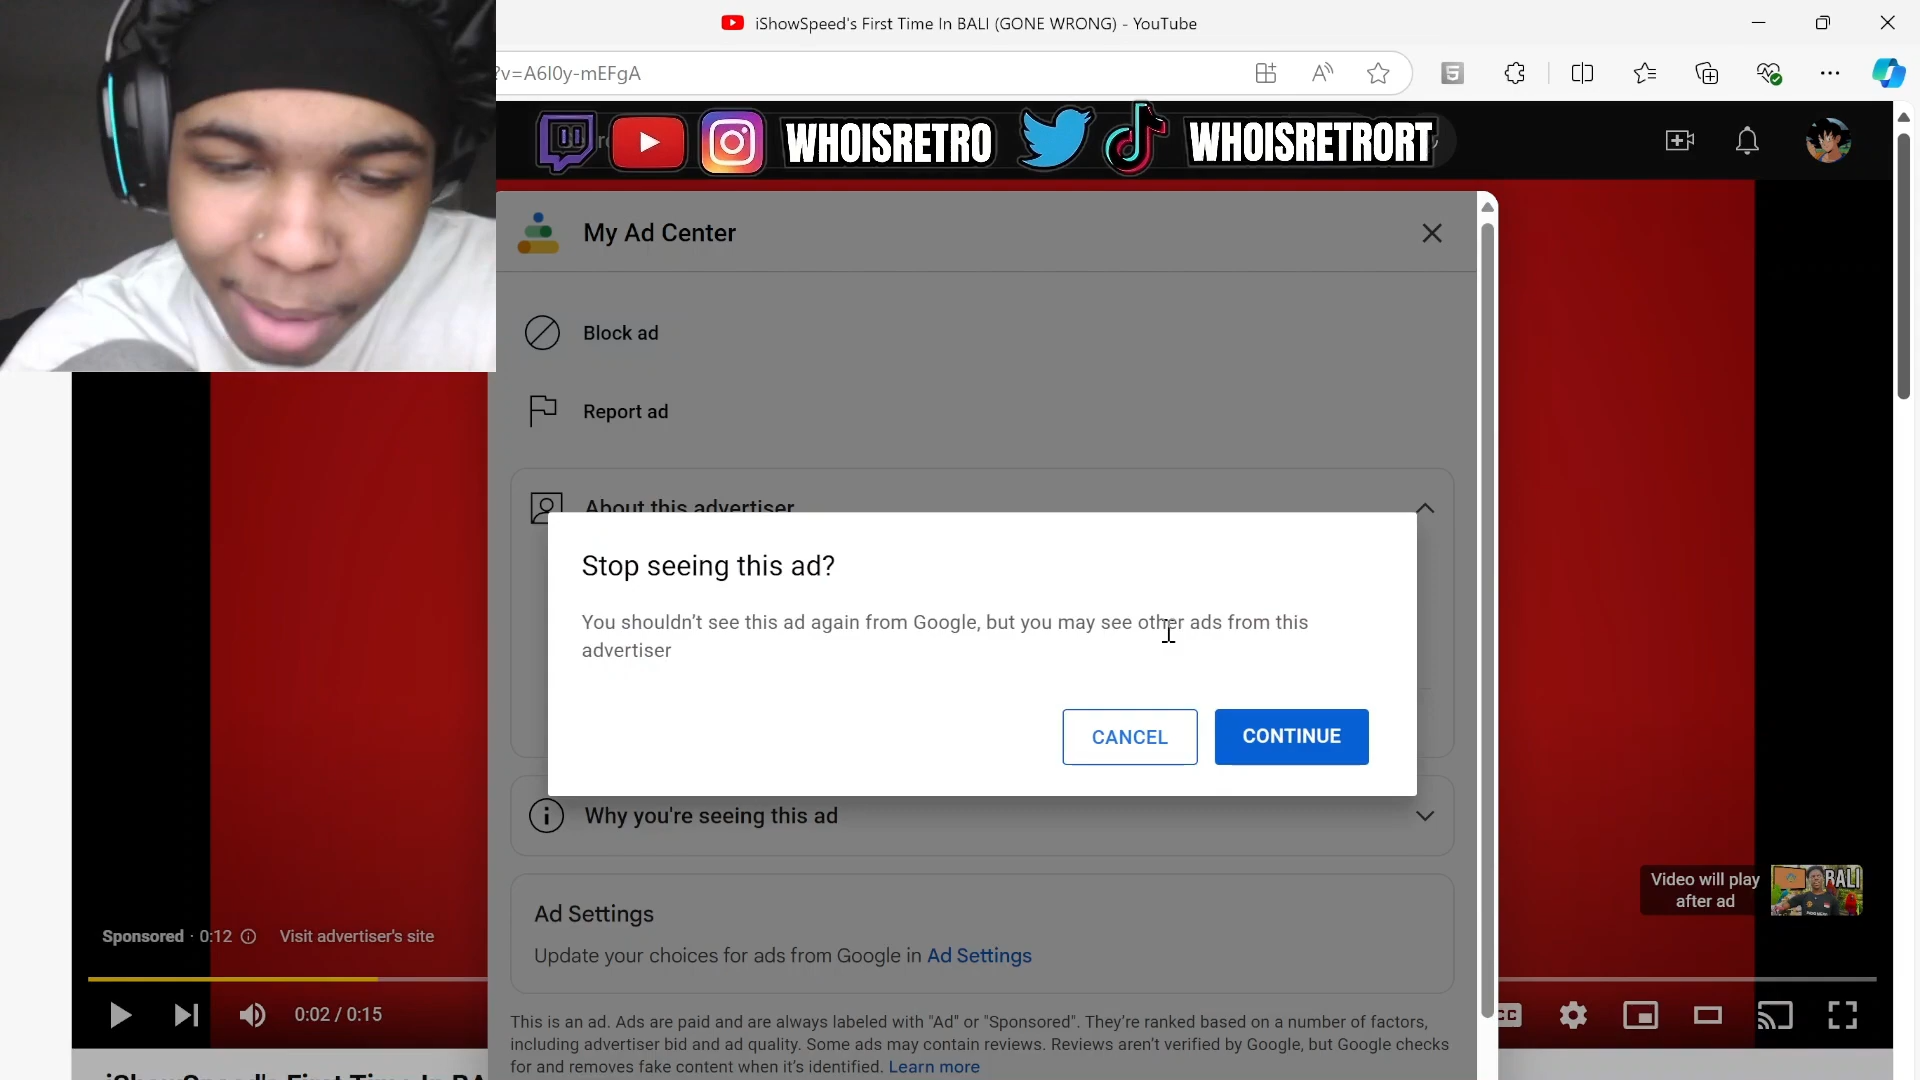 iShowSpeed's First Time In BALI (GONE WRONG) - YouTube
?v=A6I0y-mEFgA
WHOISRETRO
WHOISRETRORT
My Ad Center
Block ad
Report ad
About this advertiser
Stop seeing this ad?
You shouldn't see this ad again from Google, but you may see other ads from this
advertiser
CANCEL
CONTINUE
Why you're seeing this ad
BALI
Video will play
after ad
Ad Settings
Sponsored · 0:12
Visit advertiser's site
Update your choices for ads from Google in Ad Settings
0:02 / 0:15
CC
This is an ad. Ads are paid and are always labeled with "Ad" or "Sponsored". They're ranked based on a number of factors,
including advertiser bid and ad quality. Some ads may contain reviews. Reviews aren't verified by Google, but Google checks
for and removes fake content when it's identified. Learn more
iShowSpeed's First Time In BA